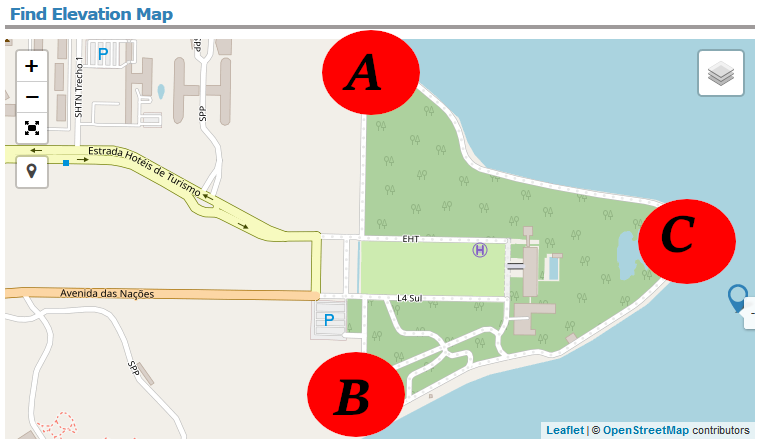 Find Elevation Map
SPP
P
A
+
−
SHTN Trecho 1
SPP
Estrada Hotéis de Turismo
C
EHT
H
Avenida das Nações
L4 Sul
P
SPP
B
Leaflet | © OpenStreetMap contributors